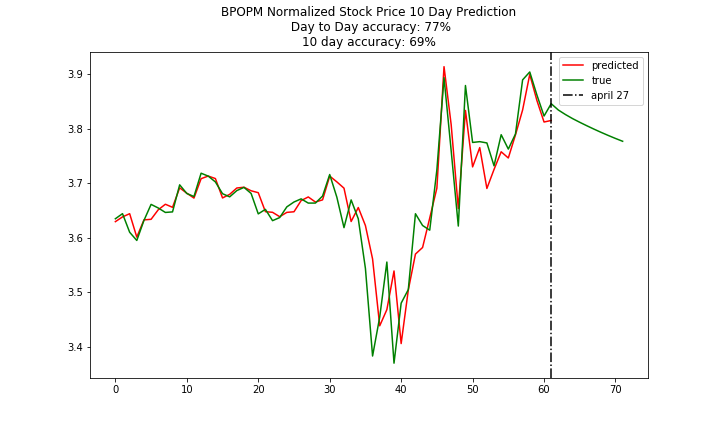 BPOPM Normalized Stock Price 10 Day Prediction
Day to Day accuracy: 77%
10 day accuracy: 69%
predicted
true
april 27
3.9
3.8
3.7
3.6
3.5
3.4
0 10 20 30 40 50 60 70